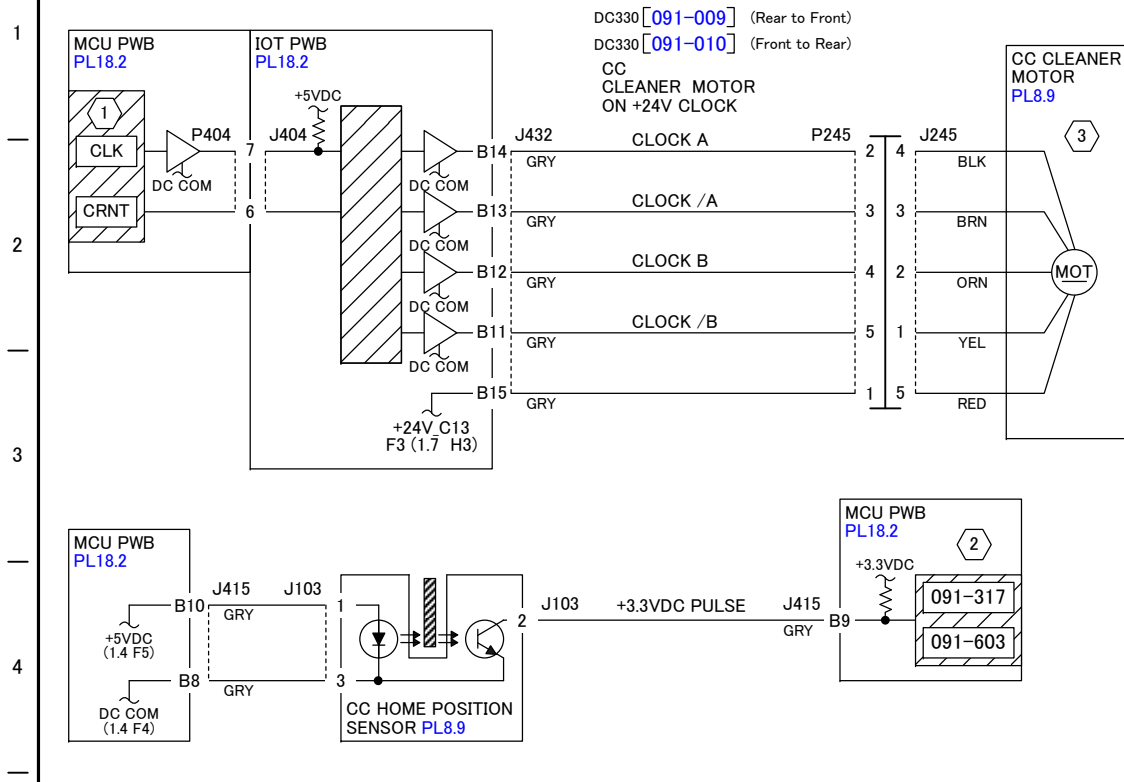 DC330 [091-009] (Rear to Front)
DC330 [091-010] (Front to Rear)
CC
CLEANER MOTOR
ON +24V CLOCK
1
MCU PWB
PL18.2
IOT PWB
PL18.2
CC CLEANER
MOTOR
PL8.9
+5VDC
1
P404
J404
J432
CLOCK A
P245
J245
3
CLK
7
B14
2
4
GRY
BLK
DC COM
DC COM
CRNT
6
B13
CLOCK /A
3
3
GRY
BRN
2
DC COM
B12
CLOCK B
4
2
MOT
GRY
ORN
DC COM
B11
CLOCK /B
5
1
GRY
YEL
DC COM
B15
1
5
GRY
RED
+24V_C13
F3 (1.7 H3)
3
MCU PWB
PL18.2
MCU PWB
PL18.2
2
+3.3VDC
J415
J103
091-317
B10
GRY
1
J103
+3.3VDC PULSE
J415
2
GRY
B9
+5VDC
(1.4 F5)
091-603
4
B8
GRY
3
DC COM
(1.4 F4)
CC HOME POSITION
SENSOR PL8.9